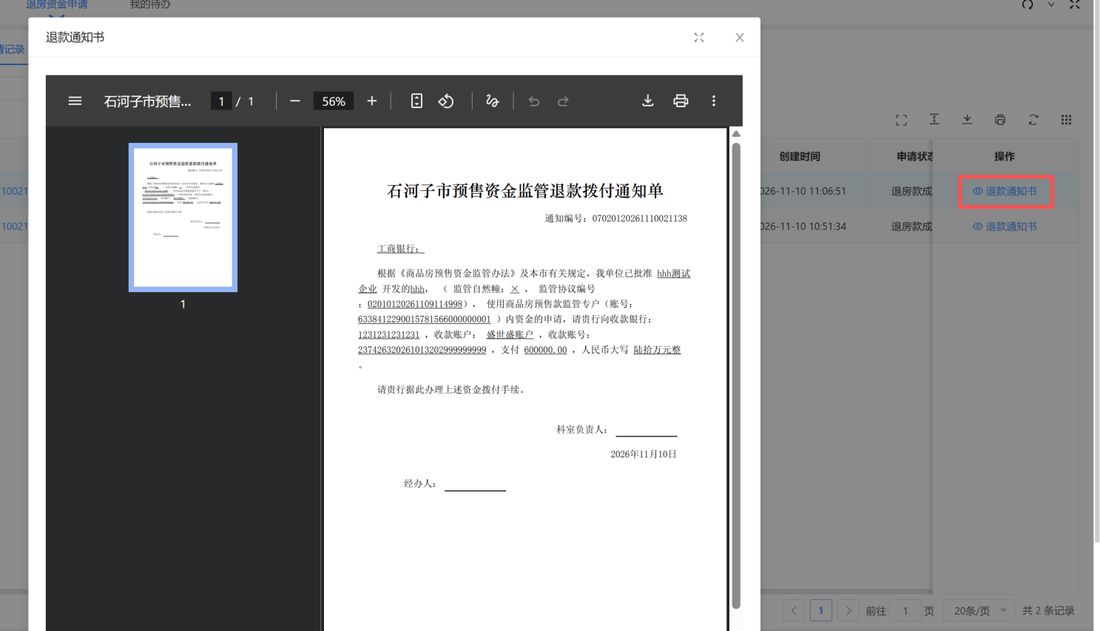 退房资金申请
我的待办
退款通知书
石河子市预售...
1 / 1
56%
石河子市预售资金监管退款拨付通知单
通知编号：07020120261110021138
工商银行：
根据《商品房预售资金监管办法》及本市有关规定，我单位已批准 hhh测试
企业 开发的hhh， （ 监管自然幢：× ， 监管协议编号
：02010120261109114998）， 使用商品房预售款监管专户（账号：
6338412290015781566000000001 ）内资金的申请，请贵行向收款银行：
1231231231231 ，收款账户： 盛世盛账户 ，收款账号：
237426320261013202999999999 ，支付 600000.00 ，人民币大写 陆拾万元整
。
请贵行据此办理上述资金拨付手续。
科室负责人：
2026年11月10日
经办人：
1
请记录
创建时间
申请状态
操作
10021
026-11-10 11:06:51
退房款成
退款通知书
10021
026-11-10 10:51:34
退房款成
退款通知书
1
前往 1 页
20条/页
共 2 条记录